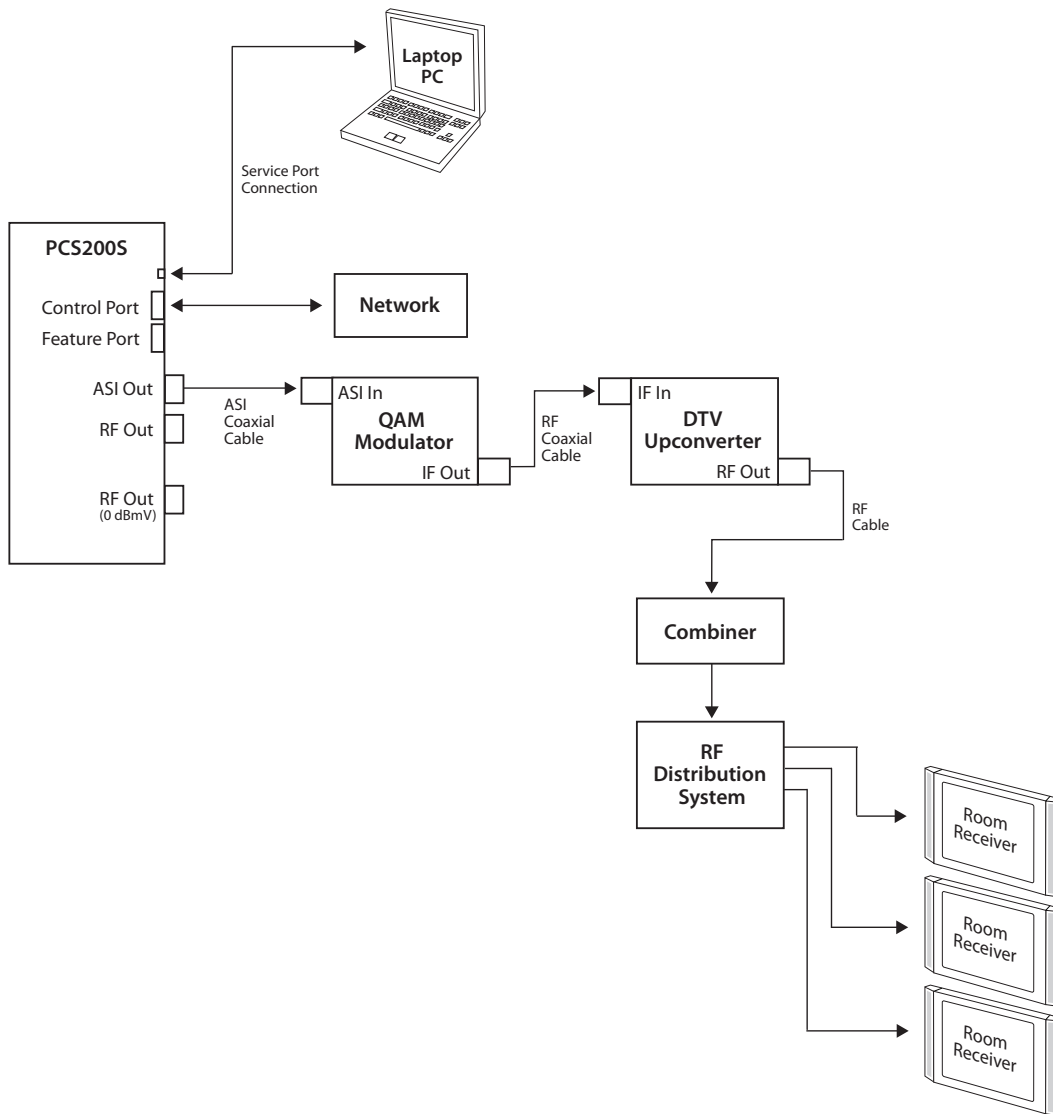 Laptop
PC
Service Port
Connection
PCS200S
Control Port
Feature Port
ASI Out
RF Out
RF Out
(0 dBmV)
Network
ASI
Coaxial
Cable
ASI In
QAM
Modulator
IF Out
RF
Coaxial
Cable
IF In
DTV
Upconverter
RF Out
RF
Cable
Combiner
RF
Distribution
System
Room
Receiver
Room
Receiver
Room
Receiver